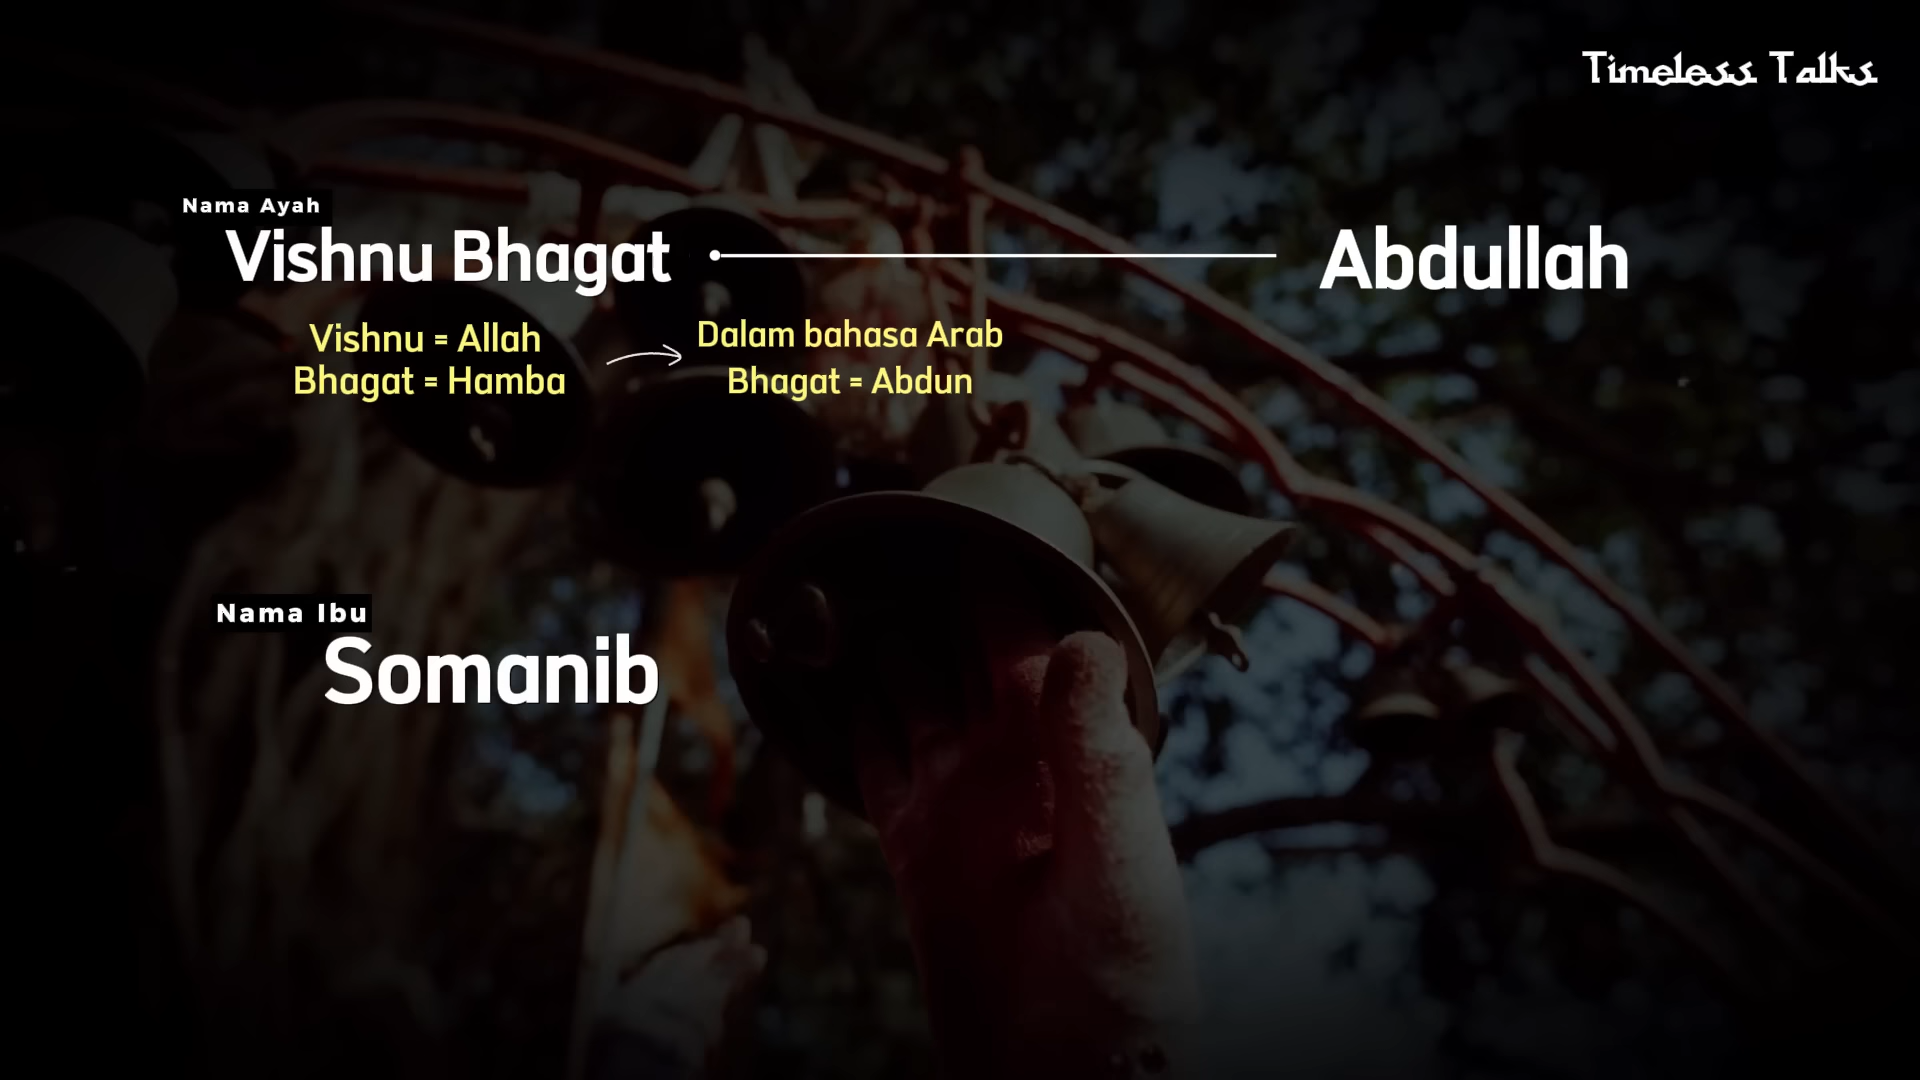 Timeless Talks
Nama Ayah
Vishnu Bhagat
Abdullah
Vishnu = Allah
Bhagat = Hamba
Dalam bahasa Arab
Bhagat = Abdun
Nama Ibu
Somanib